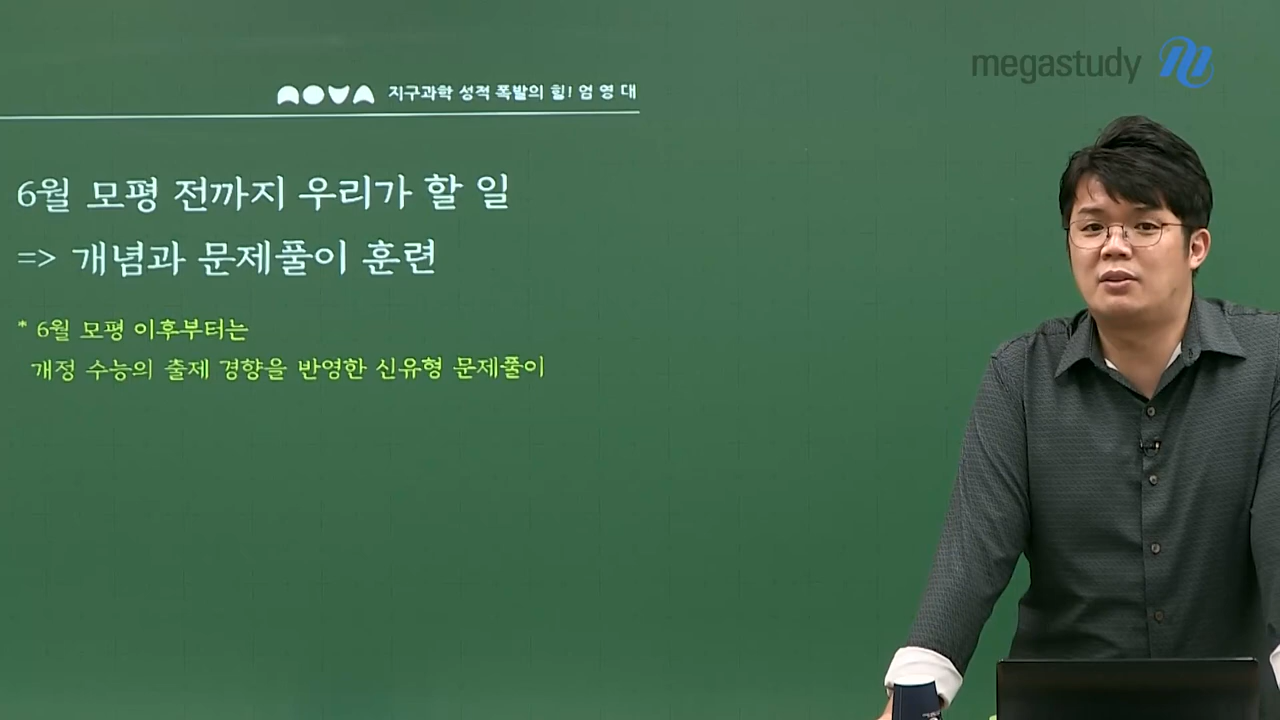 megastudy
NOVA 지구과학 성적 폭발의 힘! 엄영대
6월 모평 전까지 우리가 할 일
=> 개념과 문제풀이 훈련
* 6월 모평 이후부터는
개정 수능의 출제 경향을 반영한 신유형 문제풀이